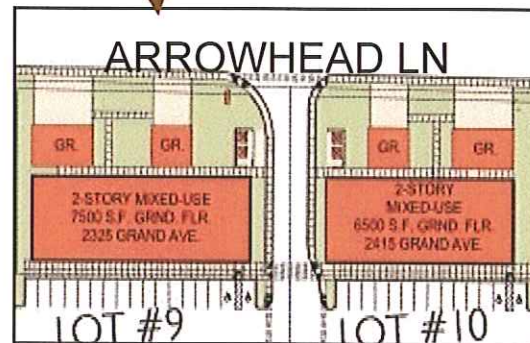 ARROWHEAD LN
GR. GR. GR. GR.
2-STORY MIXED-USE
7500 S.F. GRND. FLR.
2325 GRAND AVE.
2-STORY
MIXED-USE
6500 S.F. GRND. FLR.
2415 GRAND AVE.
LOT #9 LOT #10